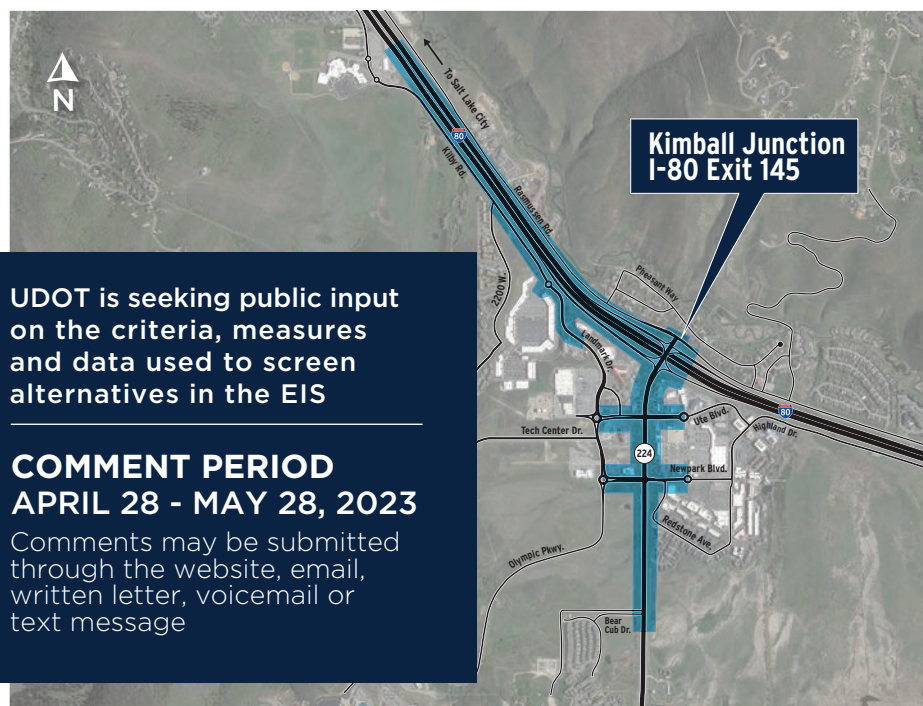 N
To Salt Lake City
80
Kilby Rd.
Rasmussen Rd.
Kimball Junction
I-80 Exit 145
2200 W.
Pheasant Way
Landmark Dr.
UDOT is seeking public input
on the criteria, measures
and data used to screen
alternatives in the EIS
COMMENT PERIOD
APRIL 28 - MAY 28, 2023
Comments may be submitted
through the website, email,
written letter, voicemail or
text message
80
Ute Blvd.
Highland Dr.
Tech Center Dr.
224
Newpark Blvd.
Redstone Ave.
Olympic Pkwy.
Bear
Cub Dr.